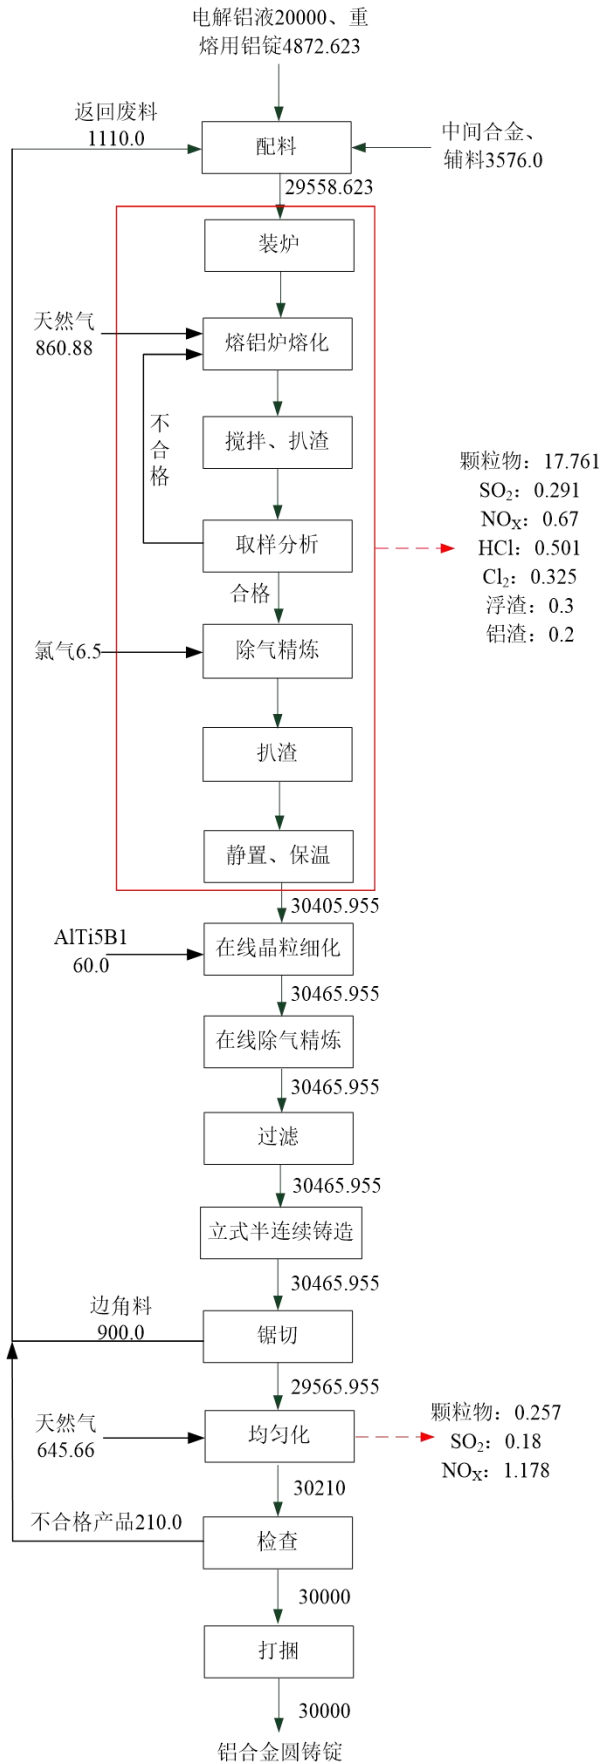 电解铝液20000、重
熔用铝锭4872.623
返回废料
1110.0
配料
中间合金、
辅料3576.0
29558.623
装炉
天然气
860.88
熔铝炉熔化
不合格
搅拌、扒渣
取样分析
颗粒物：17.761
SO₂：0.291
NOₓ：0.67
HCl：0.501
Cl₂：0.325
浮渣：0.3
铝渣：0.2
合格
氯气6.5
除气精炼
扒渣
静置、保温
30405.955
AlTi5B1
60.0
在线晶粒细化
30465.955
在线除气精炼
30465.955
过滤
30465.955
立式半连续铸造
30465.955
边角料
900.0
锯切
29565.955
天然气
645.66
均匀化
颗粒物：0.257
SO₂：0.18
NOₓ：1.178
30210
不合格产品210.0
检查
30000
打捆
30000
铝合金圆铸锭